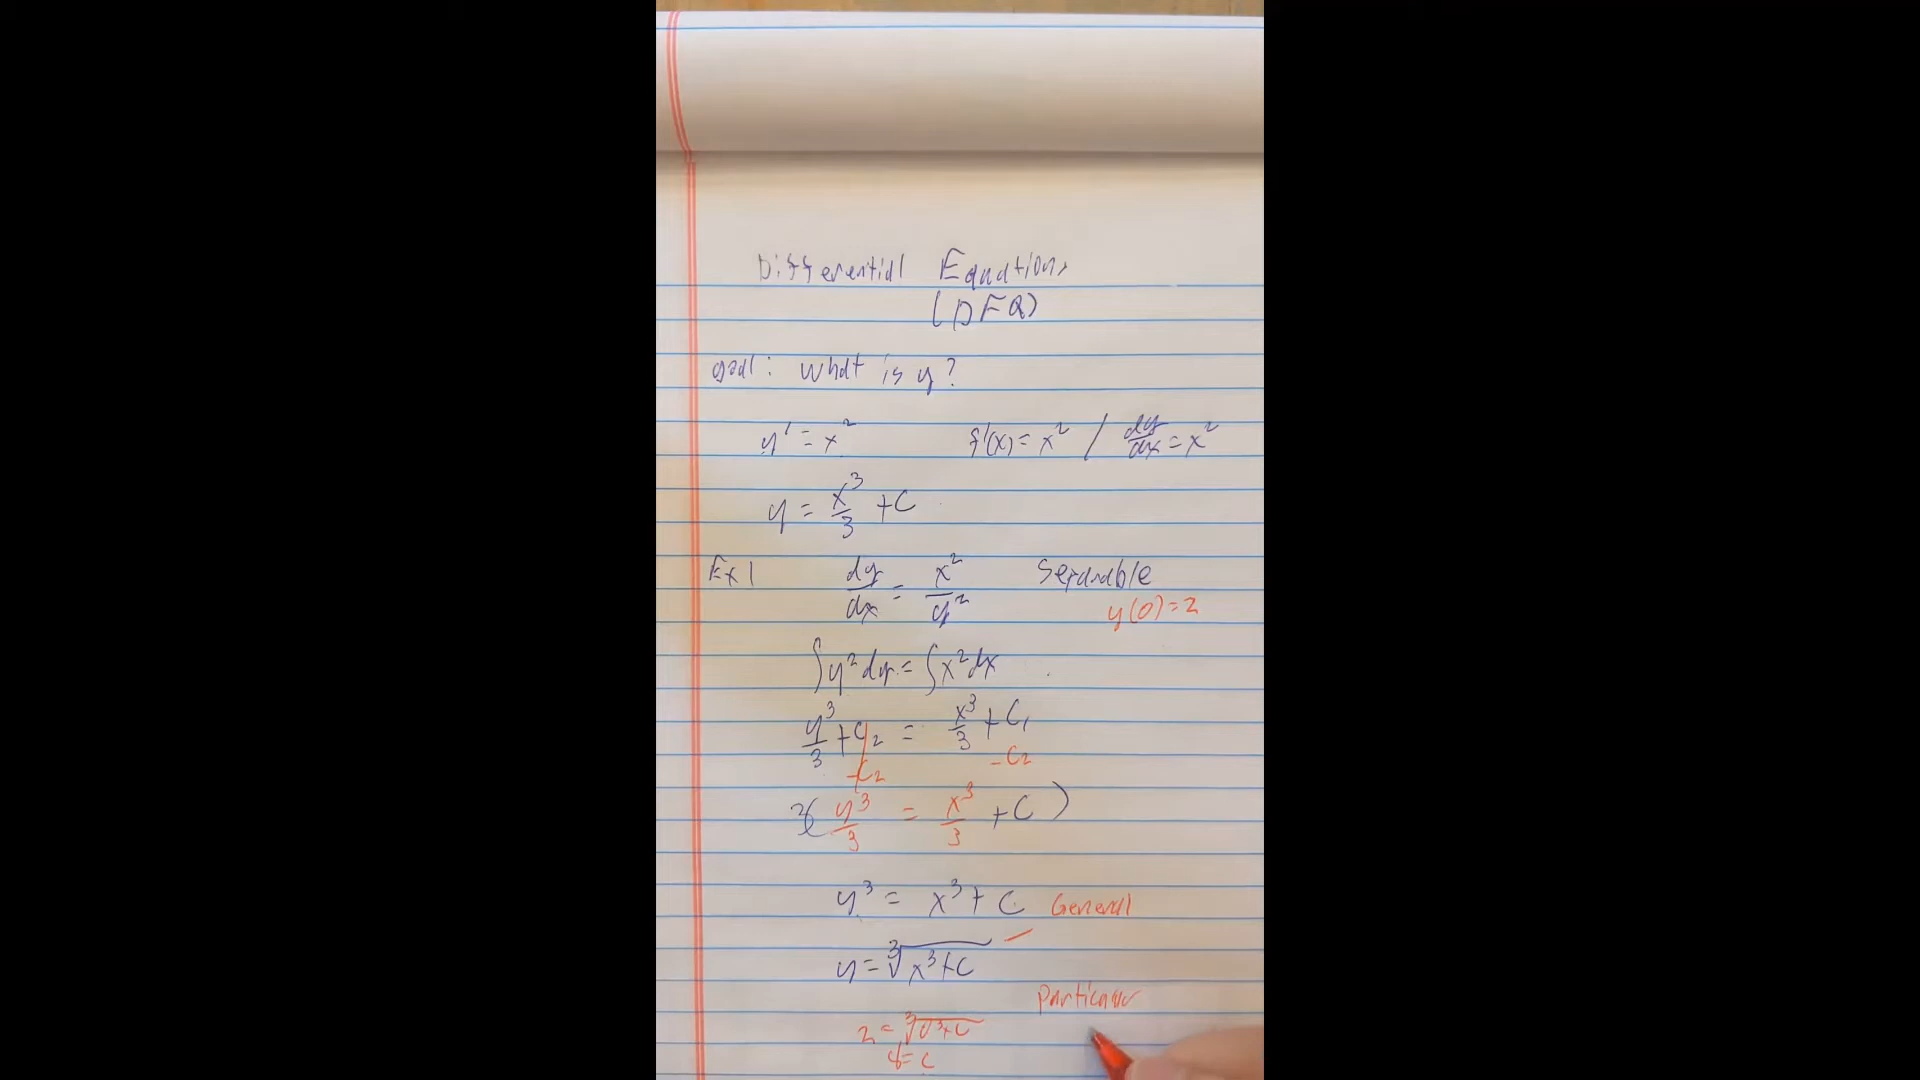 Differential Equations
(DFQ)
goal: What is y?
y' = x²    f'(x) = x² / dy/dx = x²
y = x³/3 + C
Ex 1    dy/dx = x²/y²    Separable
y(0) = 2
∫y² dy = ∫x² dx
y³/3 + C₂ = x³/3 + C₁
-C₂    -C₂
3( y³/3 = x³/3 + C )
y³ = x³ + C    General
y = ∛(x³+C)
Particular
2 = ∛(0³+C)
8 = C